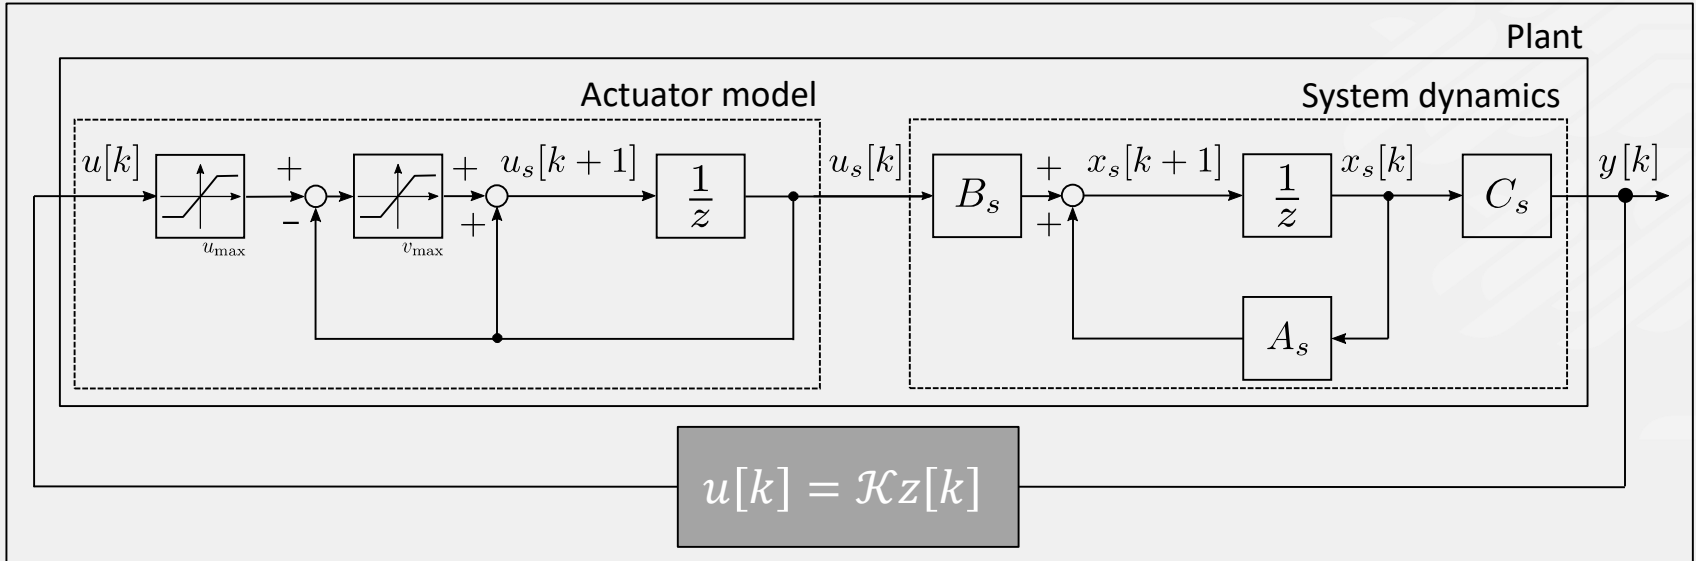 Plant
Actuator model
System dynamics
u[k]
u_max
+
-
v_max
+
+
u_s[k + 1]
1/z
u_s[k]
B_s
+
+
x_s[k + 1]
1/z
x_s[k]
C_s
y[k]
A_s
u[k] = 𝒦z[k]